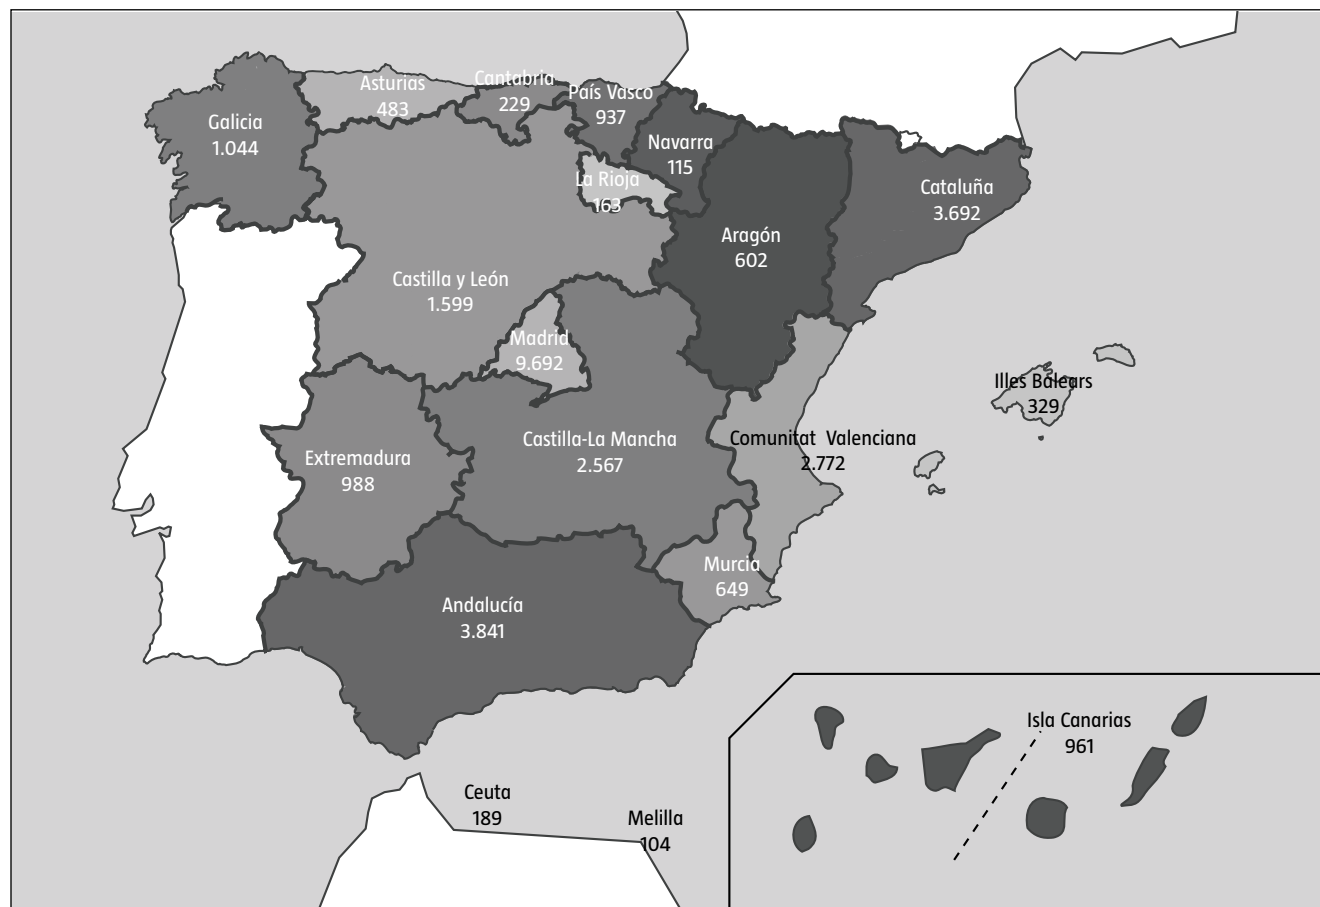 Asturias
483
Cantabria
229
País Vasco
937
Galicia
1.044
Navarra
115
La Rioja
163
Cataluña
3.692
Aragón
602
Castilla y León
1.599
Madrid
9.692
Illes Balears
329
Castilla-La Mancha
2.567
Comunitat Valenciana
2.772
Extremadura
988
Murcia
649
Andalucía
3.841
Isla Canarias
961
Ceuta
189
Melilla
104